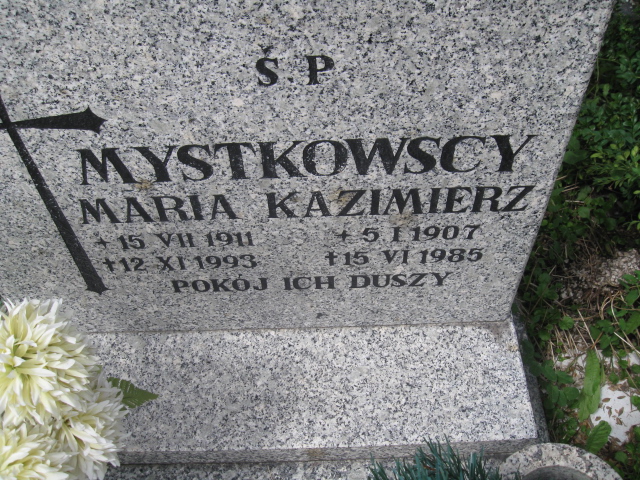 Ś P
MYSTKOWSCY
MARIA KAZIMIERZ
+ 15 VII 1911 + 5 I 1907
† 12 XI 1993 † 15 VI 1985
POKÓJ ICH DUSZY